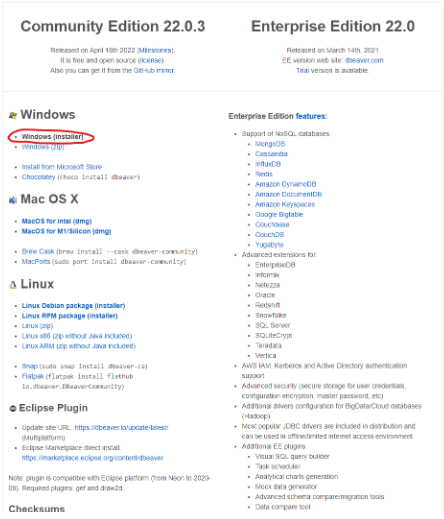 Community Edition 22.0.3
Released on April 18th 2022 (Milestones).
It is free and open source (license)
Also you can get it from the GitHub mirror.
Windows
Windows (installer)
Windows (zip)
Install from Microsoft Store
Chocolatey (choco install dbeaver)
Mac OS X
MacOS for Intel (dmg)
MacOS for M1/Silicon (dmg)
Brew Cask (brew install --cask dbeaver-community)
MacPorts (sudo port install dbeaver-community)
Linux
Linux Debian package (installer)
Linux RPM package (installer)
Linux (zip)
Linux x86 (zip without Java included)
Linux ARM (zip without Java included)
Snap (sudo snap install dbeaver-ce)
Flatpak (flatpak install flathub
io.dbeaver.DBeaverCommunity)
Eclipse Plugin
Update site URL: https://dbeaver.io/update/latest/
(Multiplatform)
Eclipse Marketplace direct install
https://marketplace.eclipse.org/content/dbeaver
Note: plugin is compatible with Eclipse platform (from Neon to 2020-
09). Required plugins: gef and draw2d.
Checksums
Enterprise Edition 22.0
Released on March 14th, 2021
EE version web site: dbeaver.com
Trial version is available.
Enterprise Edition features:
Support of NoSQL databases:
MongoDB
Cassandra
InfluxDB
Redis
Amazon DynamoDB
Amazon DocumentDB
Amazon Keyspaces
Google Bigtable
Couchbase
CouchDB
Yugabyte
Advanced extensions for:
EnterpriseDB
Informix
Netezza
Oracle
Redshift
Snowflake
SQL Server
SQLiteCrypt
Teradata
Vertica
AWS IAM, Kerberos and Active Directory authentication
support
Advanced security (secure storage for user credentials,
configuration encryption, master password, etc)
Additional drivers configuration for BigData/Cloud databases
(Hadoop)
Most popular JDBC drivers are included in distribution and
can be used in offline/limited internet access environment.
Additional EE plugins:
Visual SQL query builder
Task scheduler
Analytical charts generation
Mock data generator
Advanced schema compare/migration tools
Data compare tool